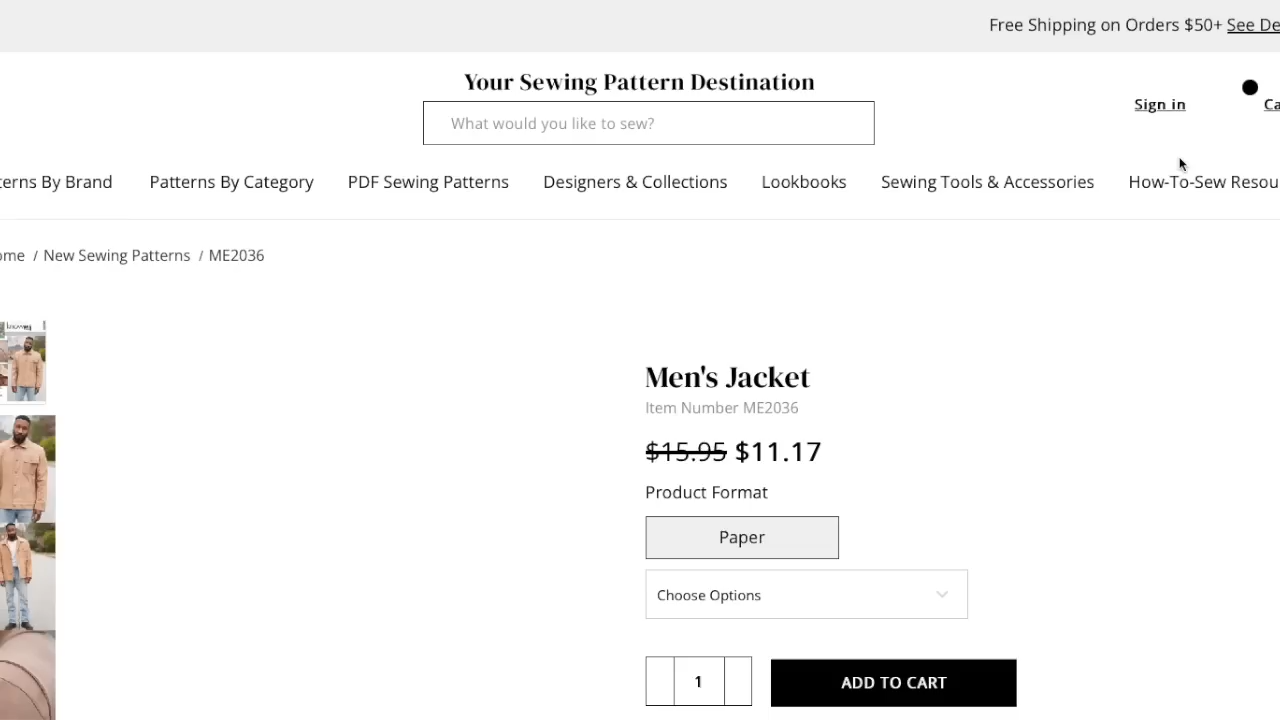 Free Shipping on Orders $50+ See De
Your Sewing Pattern Destination
What would you like to sew?
Sign in
Ca
terns By Brand
Patterns By Category
PDF Sewing Patterns
Designers & Collections
Lookbooks
Sewing Tools & Accessories
How-To-Sew Resou
ome / New Sewing Patterns / ME2036
Men's Jacket
Item Number ME2036
$15.95 $11.17
Product Format
Paper
Choose Options
1
ADD TO CART